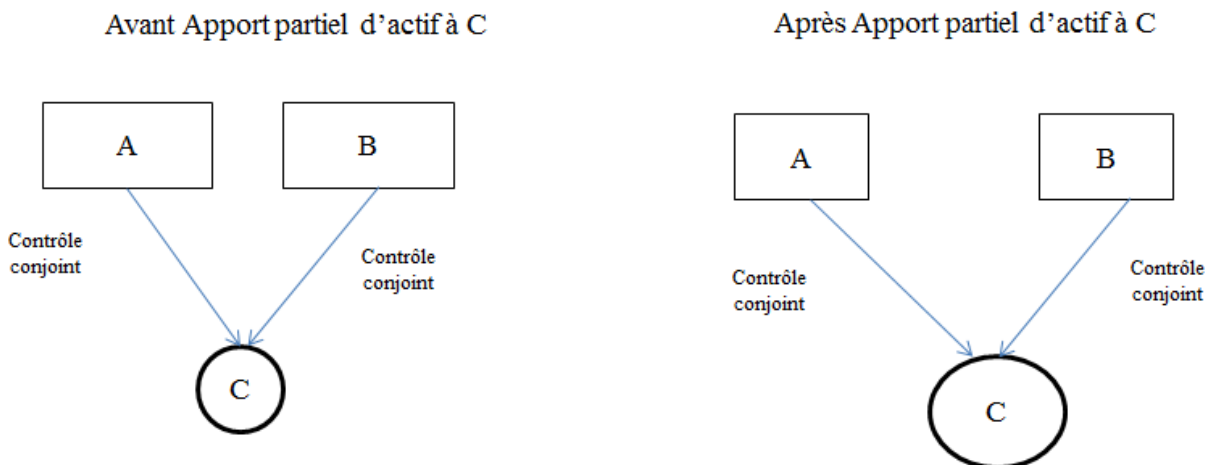 Avant Apport partiel d’actif à C
A
B
Contrôle
conjoint
Contrôle
conjoint
C
Après Apport partiel d’actif à C
A
B
Contrôle
conjoint
Contrôle
conjoint
C